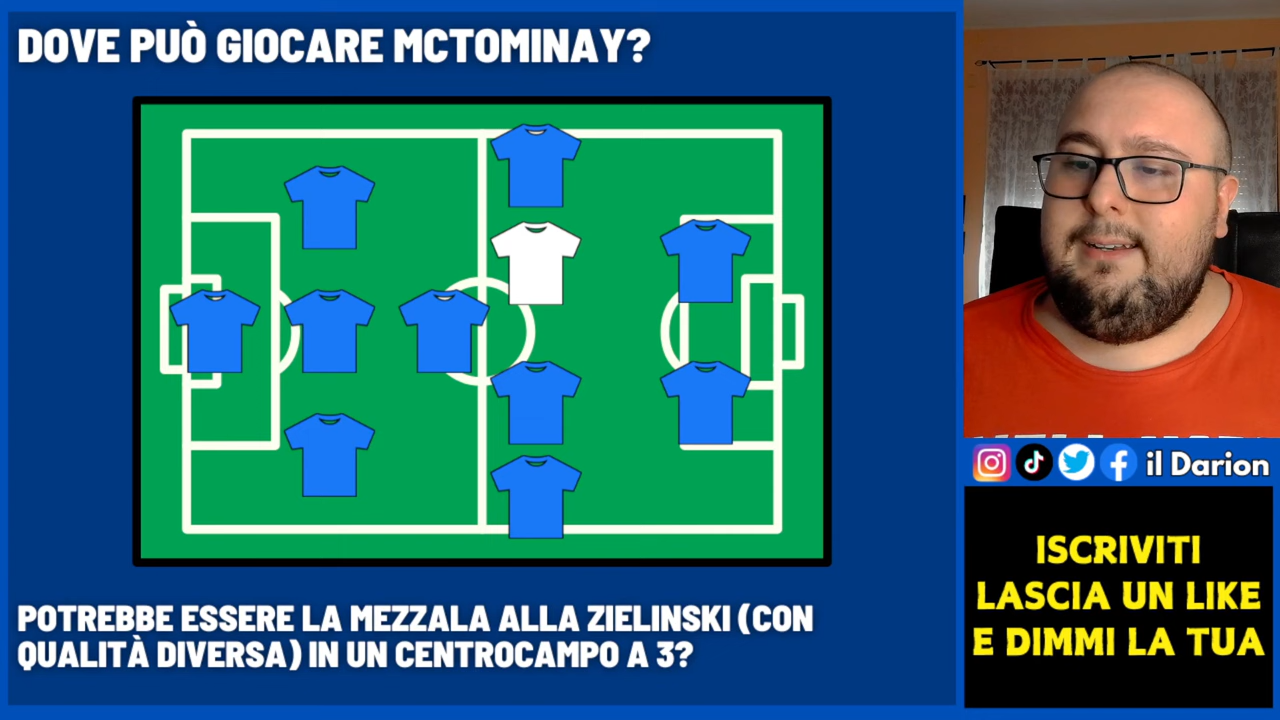 DOVE PUÒ GIOCARE MCTOMINAY?
POTREBBE ESSERE LA MEZZALA ALLA ZIELINSKI (CON
QUALITÀ DIVERSA) IN UN CENTROCAMPO A 3?
il Darion
ISCRIVITI
LASCIA UN LIKE
E DIMMI LA TUA